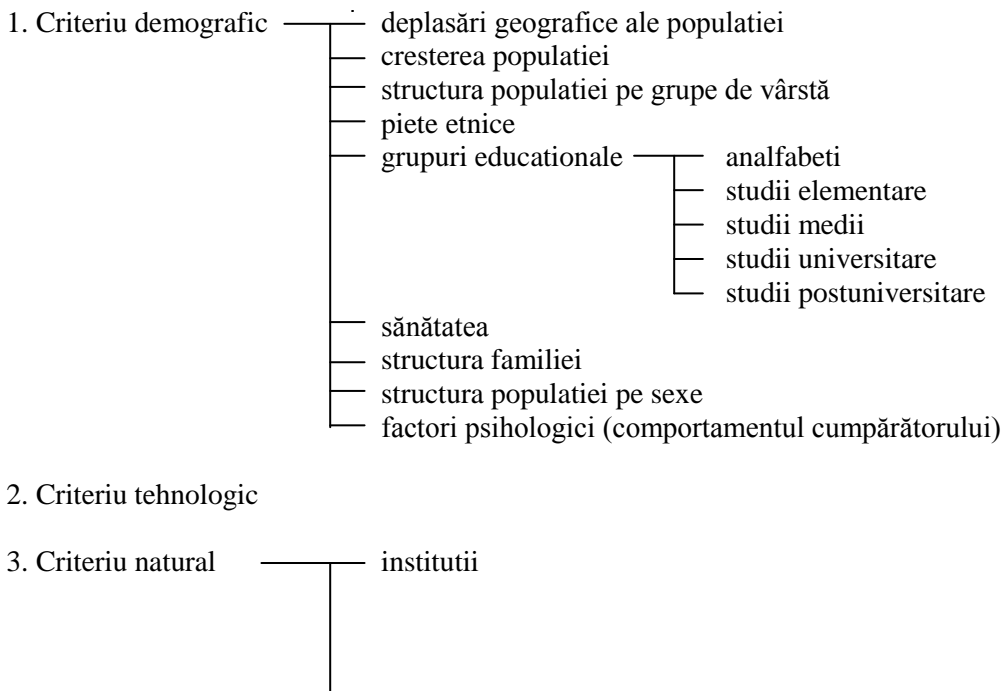 1. Criteriu demografic deplasări geografice ale populatiei
cresterea populatiei
structura populatiei pe grupe de vârstă
piete etnice
grupuri educationale analfabeti
studii elementare
studii medii
studii universitare
studii postuniversitare
sănătatea
structura familiei
structura populatiei pe sexe
factori psihologici (comportamentul cumpărătorului)
2. Criteriu tehnologic
3. Criteriu natural institutii